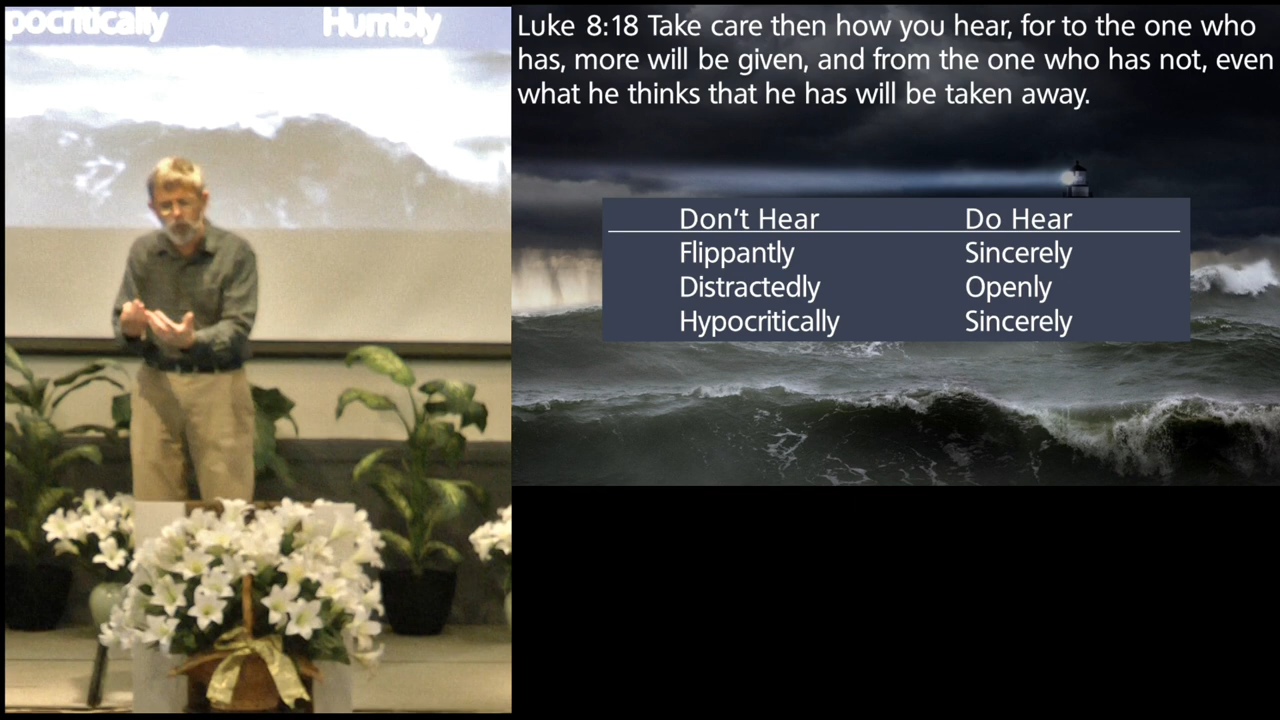 pocritically Humbly
Luke 8:18 Take care then how you hear, for to the one who
has, more will be given, and from the one who has not, even
what he thinks that he has will be taken away.
Don't Hear Do Hear
Flippantly Sincerely
Distractedly Openly
Hypocritically Sincerely